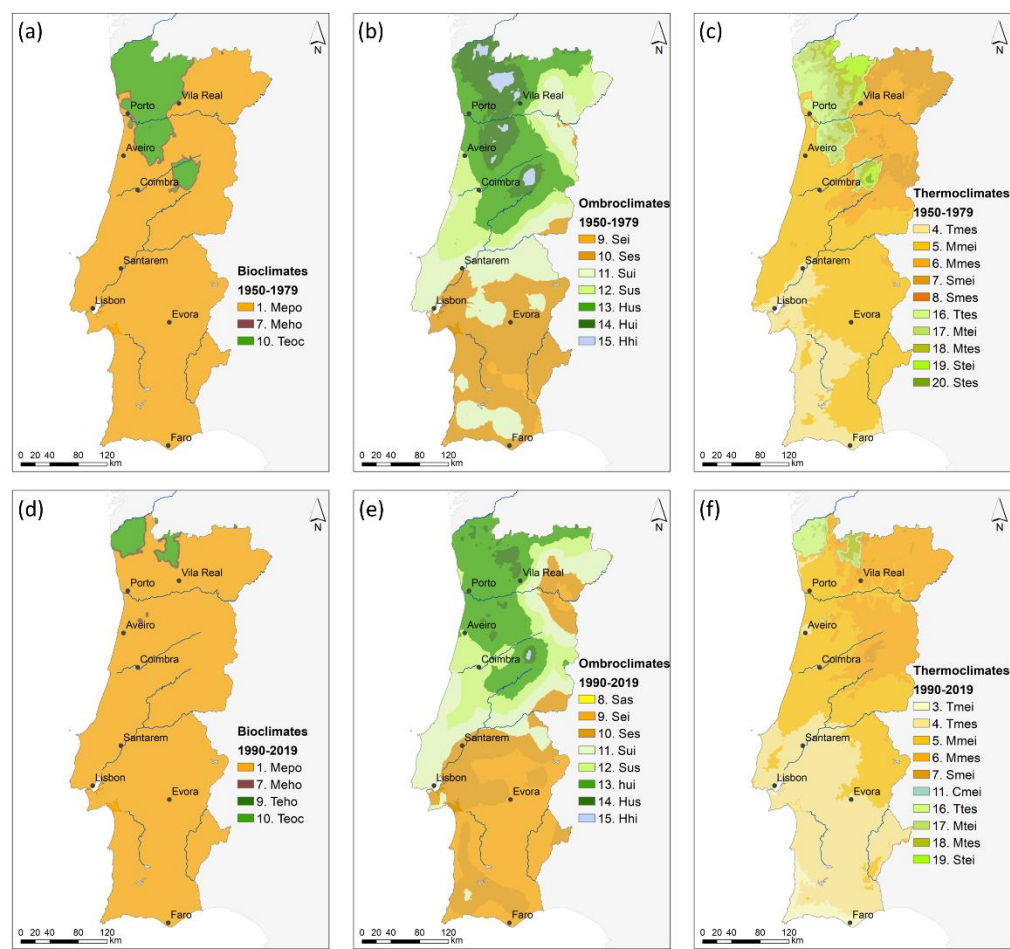 (a)
N
Porto
Vila Real
Aveiro
Coimbra
Santarem
Lisbon
Evora
Faro
Bioclimates
1950-1979
1. Mepo
7. Meho
10. Teoc
0 20 40 60 80 120
km
(b)
N
Porto
Vila Real
Aveiro
Coimbra
Santarem
Lisbon
Evora
Faro
Ombroclimates
1950-1979
9. Sei
10. Ses
11. Sui
12. Sus
13. Hus
14. Hui
15. Hhi
0 20 40 80 120
km
(c)
N
Porto
Vila Real
Aveiro
Coimbra
Santarem
Lisbon
Evora
Faro
Thermoclimates
1950-1979
4. Tmes
5. Mmei
6. Mmes
7. Smei
8. Smes
16. Ttes
17. Mtei
18. Mtes
19. Stei
20. Stes
0 20 40 80 120
km
(d)
N
Porto
Vila Real
Aveiro
Coimbra
Santarem
Lisbon
Evora
Faro
Bioclimates
1990-2019
1. Mepo
7. Meho
9. Teho
10. Teoc
0 20 40 60 80 120
km
(e)
N
Porto
Vila Real
Aveiro
Coimbra
Santarem
Lisbon
Evora
Faro
Ombroclimates
1990-2019
8. Sas
9. Sei
10. Ses
11. Sui
12. Sus
13. hui
14. Hus
15. Hhi
0 20 40 80 120
km
(f)
N
Porto
Vila Real
Aveiro
Coimbra
Santarem
Lisbon
Evora
Faro
Thermoclimates
1990-2019
3. Tmei
4. Tmes
5. Mmei
6. Mmes
7. Smei
11. Cmei
16. Ttes
17. Mtei
18. Mtes
19. Stei
0 20 40 80 120
km